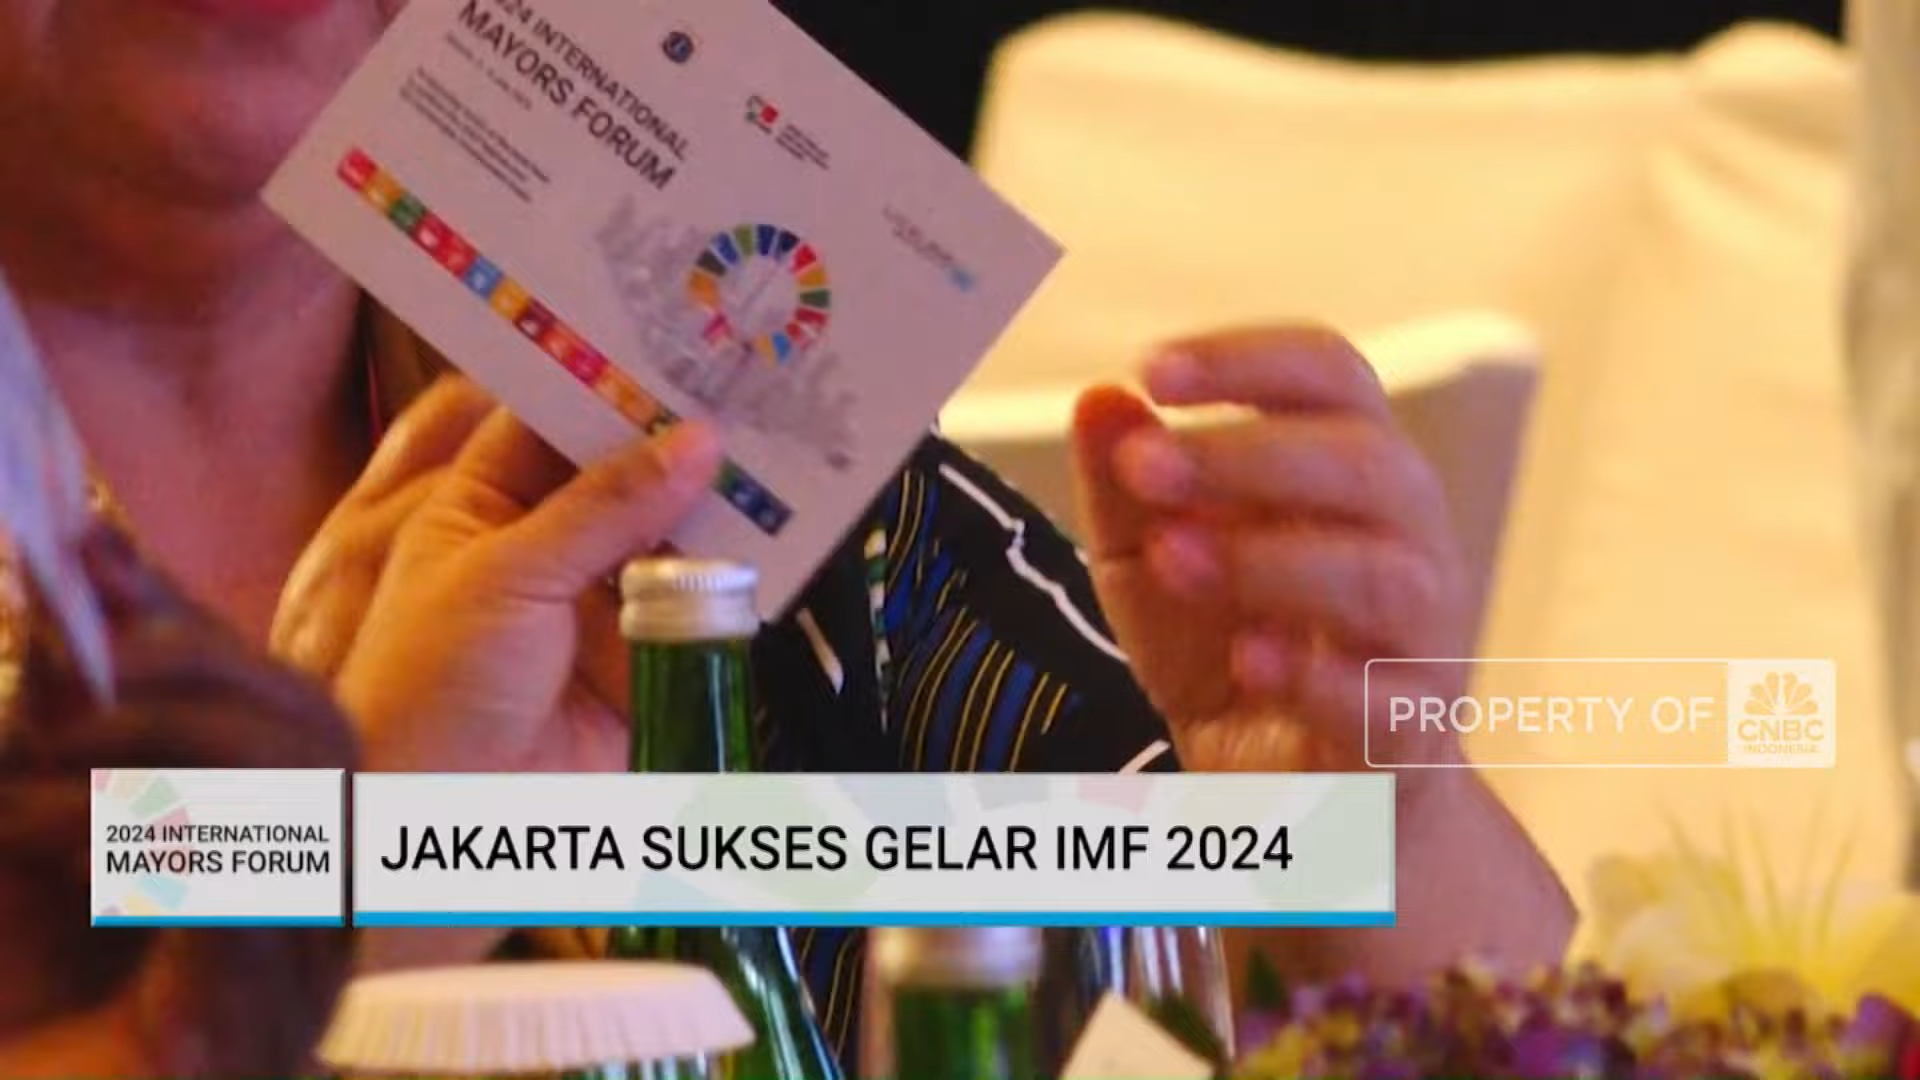 2024 INTERNATIONAL
MAYORS FORUM
PROPERTY OF CNBC
INDONESIA
2024 INTERNATIONAL
MAYORS FORUM
JAKARTA SUKSES GELAR IMF 2024